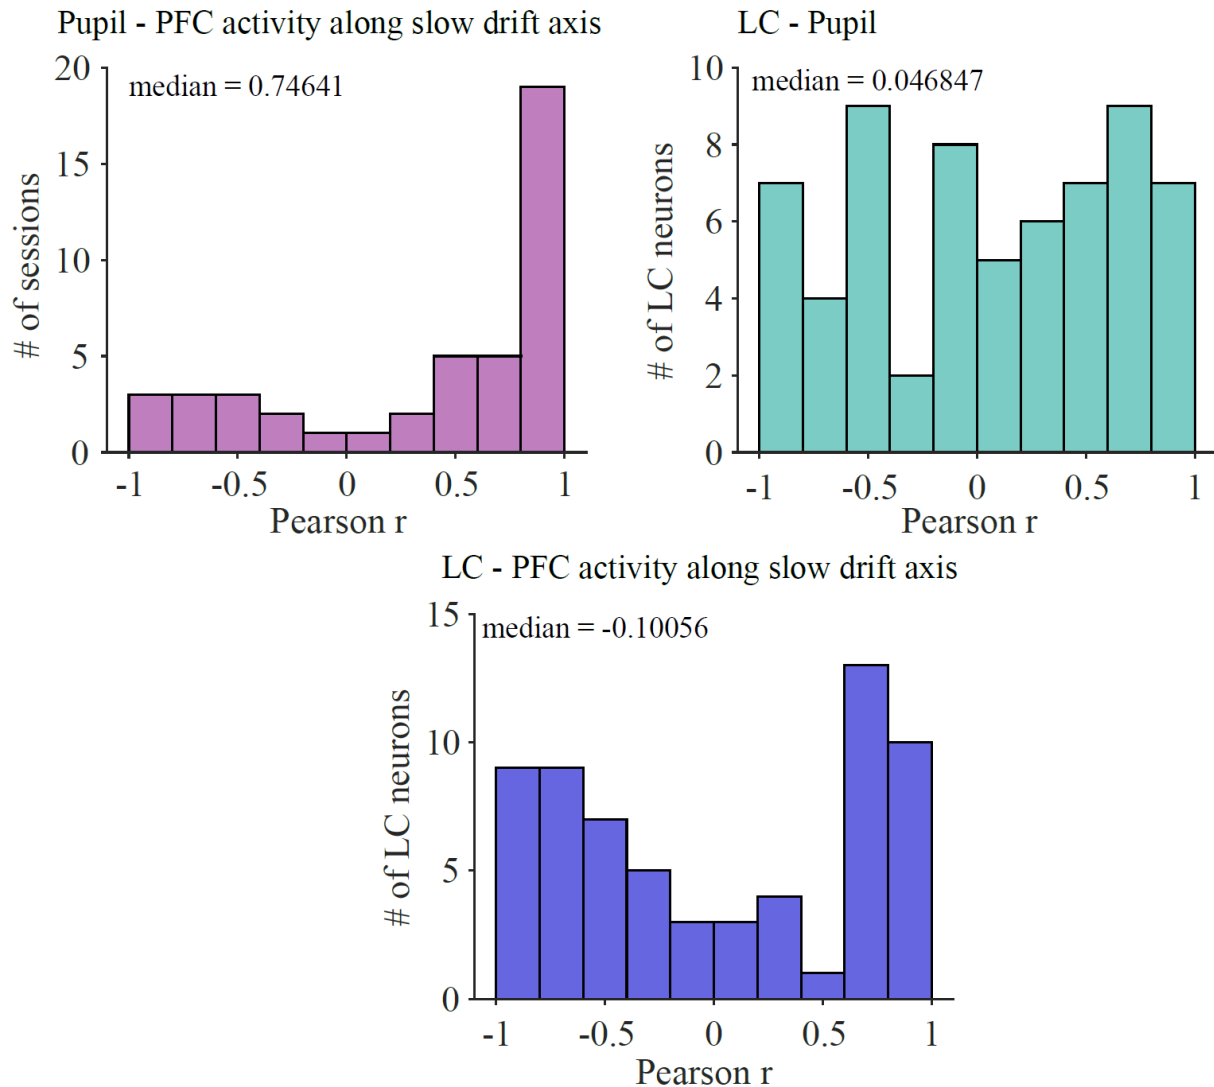 Pupil - PFC activity along slow drift axis
median = 0.74641
20
15
10
5
0
# of sessions
-1
-0.5
0
0.5
1
Pearson r
LC - Pupil
median = 0.046847
10
8
6
4
2
0
# of LC neurons
-1
-0.5
0
0.5
1
Pearson r
LC - PFC activity along slow drift axis
median = -0.10056
15
10
5
0
# of LC neurons
-1
-0.5
0
0.5
1
Pearson r